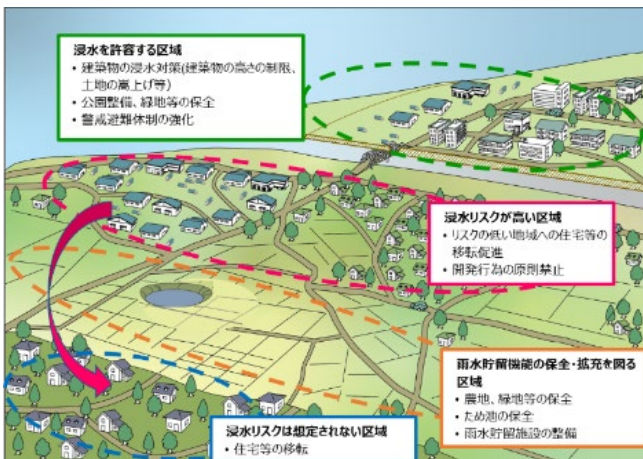 浸水を許容する区域
・建築物の浸水対策(建築物の高さの制限、
土地の嵩上げ等)
・公園整備、緑地等の保全
・警戒避難体制の強化
浸水リスクが高い区域
・リスクの低い地域への住宅等の
移転促進
・開発行為の原則禁止
雨水貯留機能の保全・拡充を図る
区域
・農地、緑地等の保全
・ため池の保全
・雨水貯留施設の整備
浸水リスクは想定されない区域
・住宅等の移転